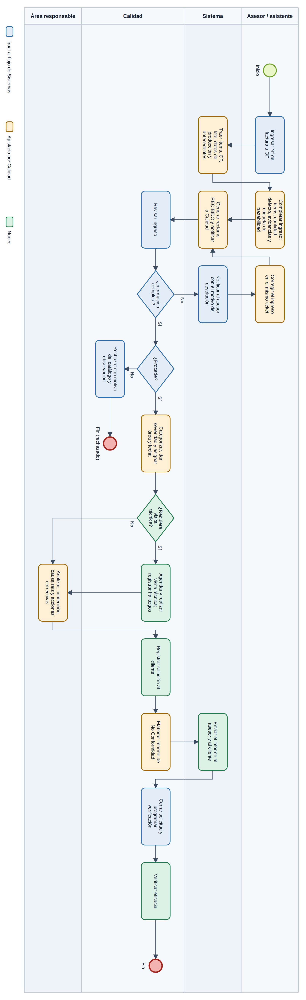 Área responsable
Calidad
Sistema
Asesor / asistente
Inicio
Ingresar N° de
factura u OP
Traer ítems, OP,
lote, datos de
producción y
antecedentes
Completar ingreso:
ítems, cantidad,
defecto, evidencias y
etiqueta de
trazabilidad
Generar reclamo
RECIBIDO y notificar
a Calidad
Revisar ingreso
¿Información
completa?
No
Sí
Notificar al asesor
con el motivo de
devolución
Corregir el ingreso
en el mismo ticket
¿Procede?
No
Sí
Rechazar con motivo
del catálogo y
observación
Fin (rechazado)
Categorizar, dar
severidad y asignar
área y fecha
¿Requiere
visita
técnica?
No
Sí
Agendar y realizar
visita técnica;
registrar hallazgos
Analizar: contención,
causa raíz y acciones
correctivas
Registrar solución al
cliente
Elaborar Informe de
No Conformidad
Enviar el informe al
asesor y al cliente
Cerrar solicitud y
programar
verificación
Verificar eficacia
Fin
Igual al flujo de Sistemas
Ajustado por Calidad
Nuevo